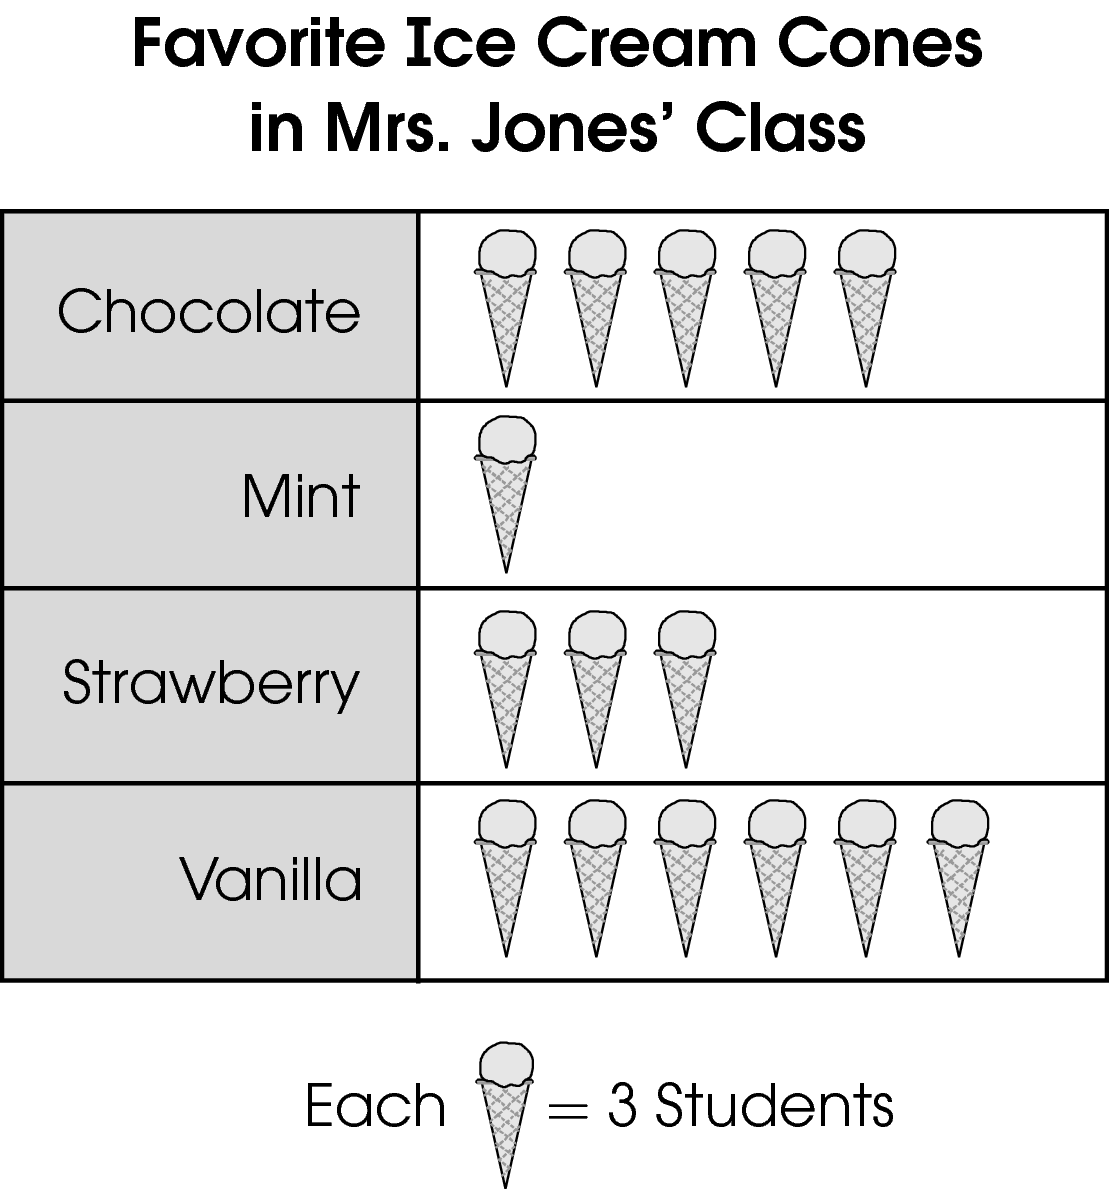 Favorite Ice Cream Cones
in Mrs. Jones’ Class
Chocolate
Mint
Strawberry
Vanilla
Each = 3 Students